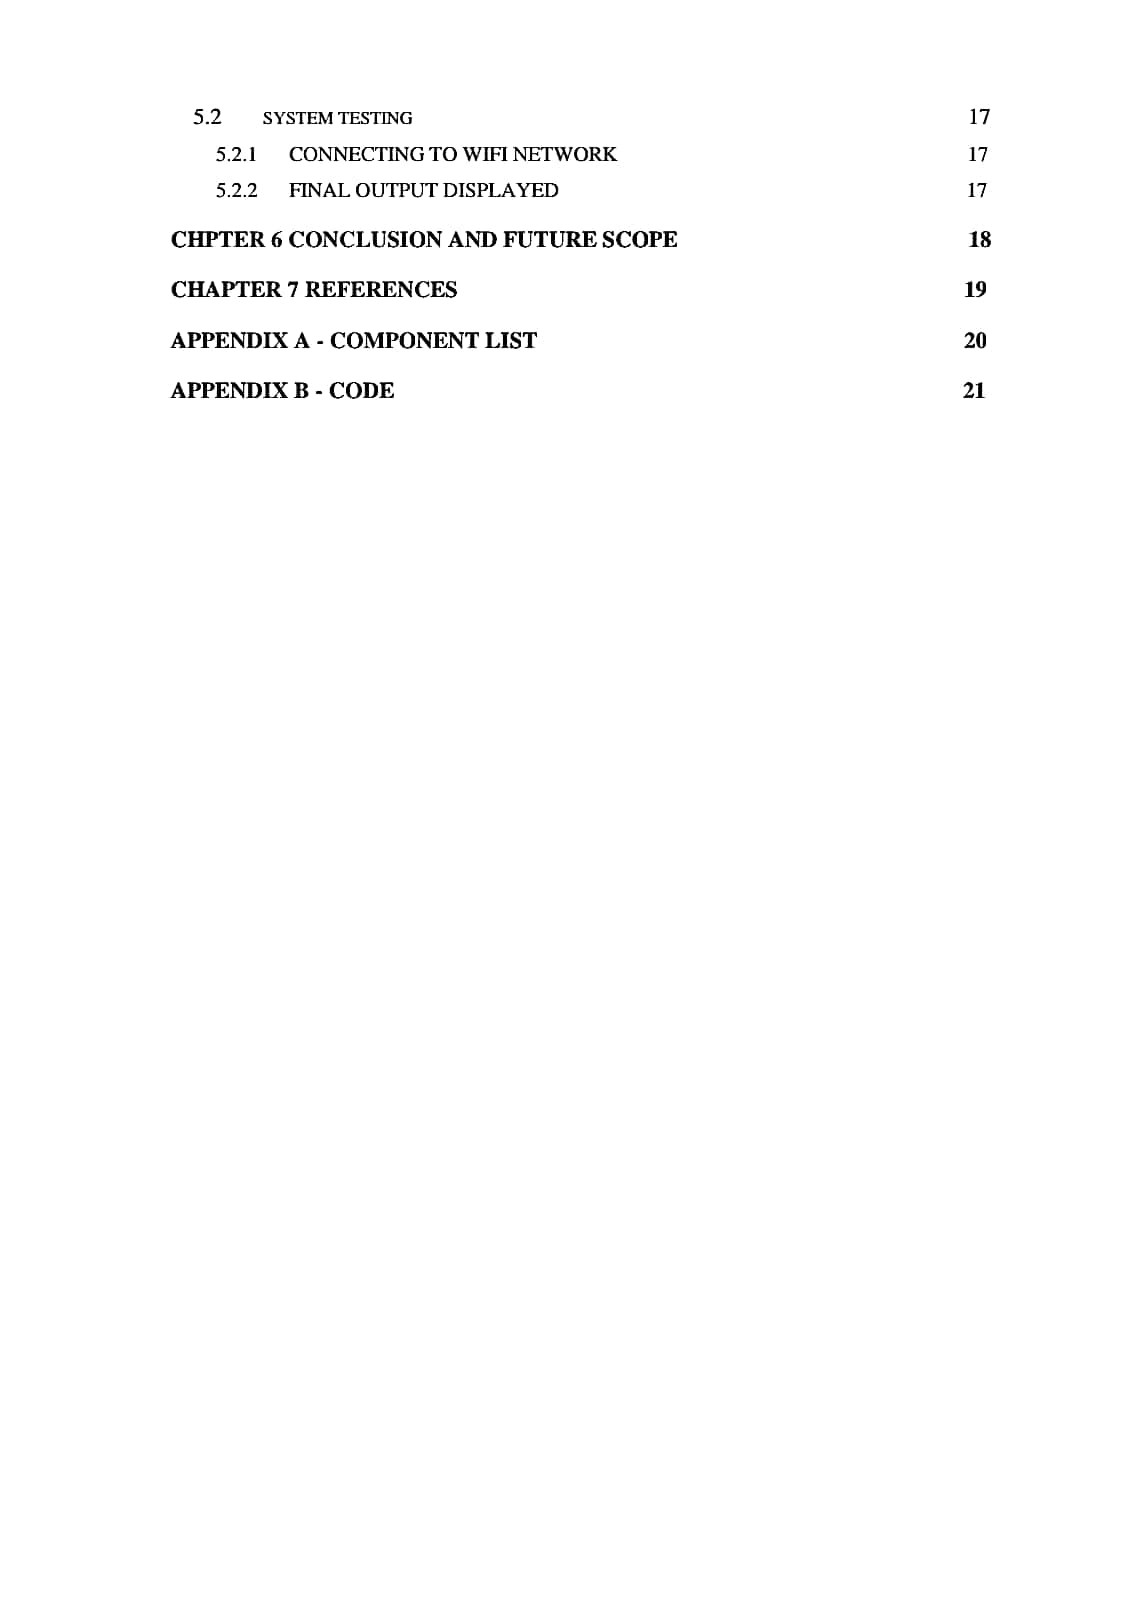 5.2 SYSTEM TESTING 17
5.2.1 CONNECTING TO WIFI NETWORK 17
5.2.2 FINAL OUTPUT DISPLAYED 17
CHPTER 6 CONCLUSION AND FUTURE SCOPE 18
CHAPTER 7 REFERENCES 19
APPENDIX A - COMPONENT LIST 20
APPENDIX B - CODE 21